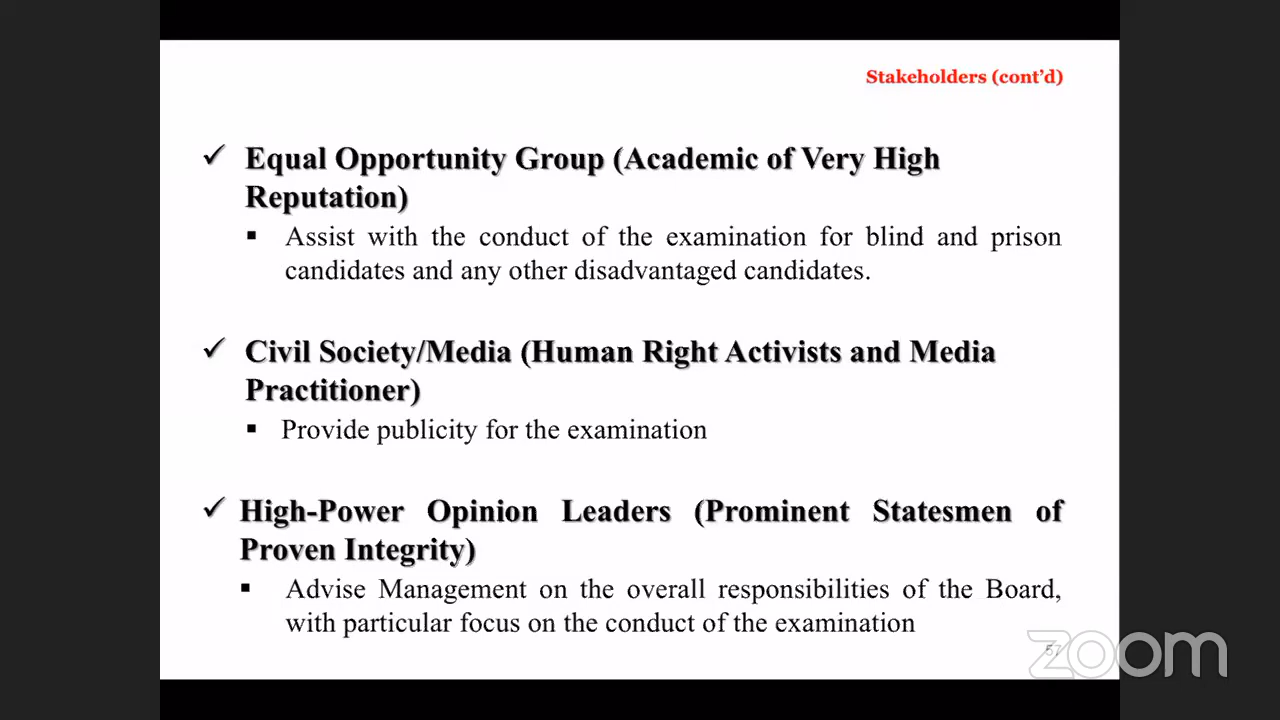 Stakeholders (cont’d)
✓ Equal Opportunity Group (Academic of Very High
Reputation)
▪ Assist with the conduct of the examination for blind and prison
candidates and any other disadvantaged candidates.
✓ Civil Society/Media (Human Right Activists and Media
Practitioner)
▪ Provide publicity for the examination
✓ High-Power Opinion Leaders (Prominent Statesmen of
Proven Integrity)
▪ Advise Management on the overall responsibilities of the Board,
with particular focus on the conduct of the examination
57
zoom